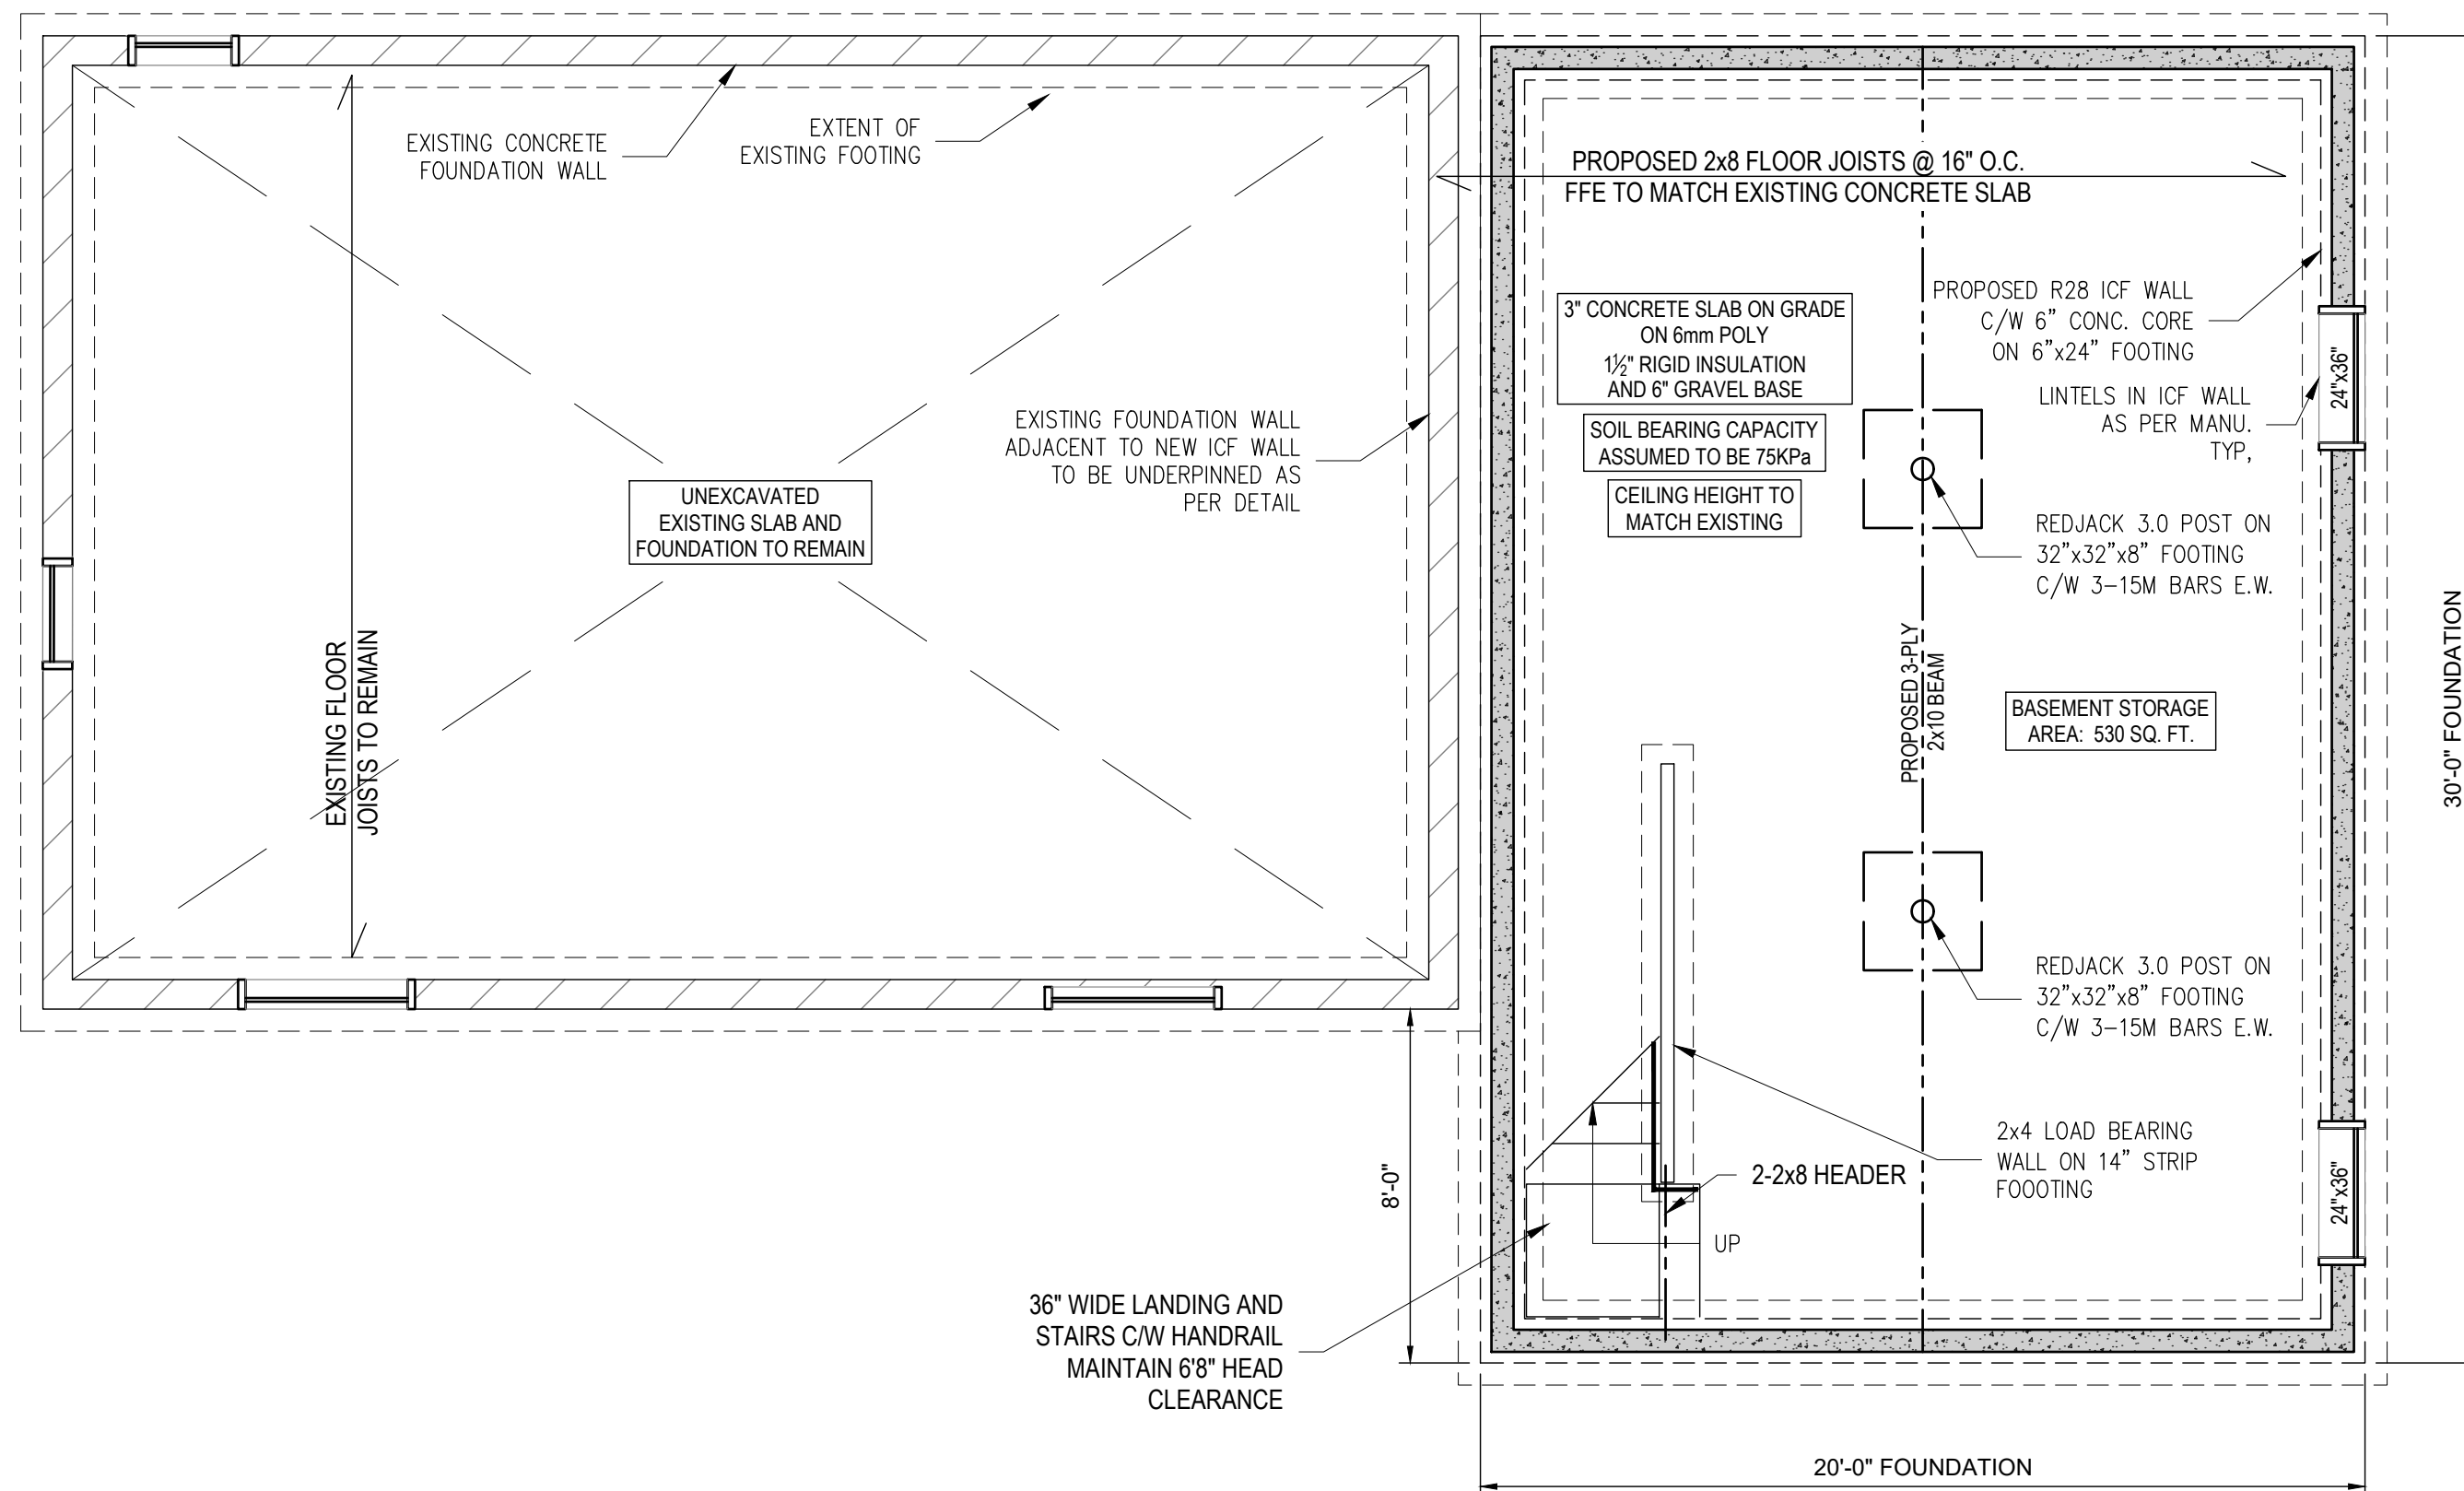 EXISTING CONCRETE
FOUNDATION WALL
EXTENT OF
EXISTING FOOTING
PROPOSED 2x8 FLOOR JOISTS @ 16" O.C.
FFE TO MATCH EXISTING CONCRETE SLAB
3" CONCRETE SLAB ON GRADE
ON 6mm POLY
1½" RIGID INSULATION
AND 6" GRAVEL BASE
PROPOSED R28 ICF WALL
C/W 6" CONC. CORE
ON 6"x24" FOOTING
LINTELS IN ICF WALL
AS PER MANU.
TYP,
24"x36"
SOIL BEARING CAPACITY
ASSUMED TO BE 75KPa
CEILING HEIGHT TO
MATCH EXISTING
EXISTING FOUNDATION WALL
ADJACENT TO NEW ICF WALL
TO BE UNDERPINNED AS
PER DETAIL
UNEXCAVATED
EXISTING SLAB AND
FOUNDATION TO REMAIN
REDJACK 3.0 POST ON
32"x32"x8" FOOTING
C/W 3-15M BARS E.W.
EXISTING FLOOR
JOISTS TO REMAIN
PROPOSED 3-PLY
2x10 BEAM
BASEMENT STORAGE
AREA: 530 SQ. FT.
30'-0" FOUNDATION
REDJACK 3.0 POST ON
32"x32"x8" FOOTING
C/W 3-15M BARS E.W.
2x4 LOAD BEARING
WALL ON 14" STRIP
FOOOTING
2-2x8 HEADER
UP
24"x36"
8'-0"
36" WIDE LANDING AND
STAIRS C/W HANDRAIL
MAINTAIN 6'8" HEAD
CLEARANCE
20'-0" FOUNDATION